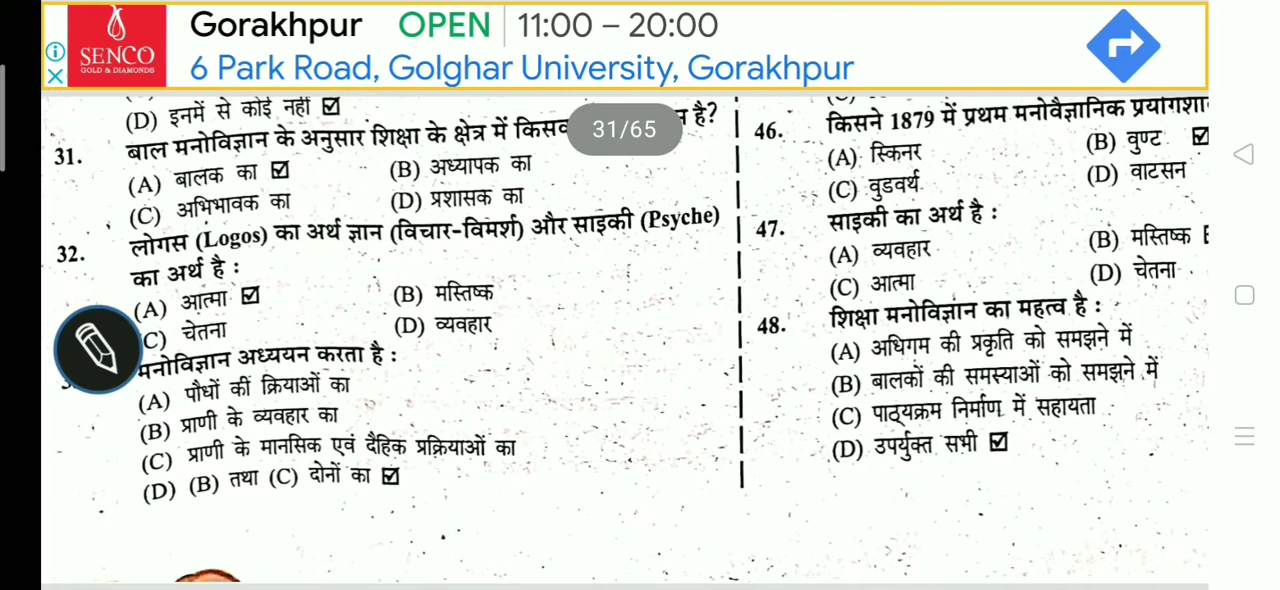 Gorakhpur OPEN 11:00 – 20:00
SENCO
GOLD & DIAMONDS
6 Park Road, Golghar University, Gorakhpur
31/65
(D) इनमें से कोई नहीं ☑
31. बाल मनोविज्ञान के अनुसार शिक्षा के क्षेत्र में है?
(A) बालक का ☑ (B) अध्यापक का
(C) अभिभावक का (D) प्रशासक का
32. लोगस (Logos) का अर्थ ज्ञान (विचार-विमर्श) और साइकी (Psyche)
का अर्थ है :
(A) आत्मा ☑ (B) मस्तिष्क
C) चेतना (D) व्यवहार
मनोविज्ञान अध्ययन करता है :
(A) पौधों कीं क्रियाओं का
(B) प्राणी के व्यवहार का
(C) प्राणी के मानसिक एवं दैहिक प्रक्रियाओं का
(D) (B) तथा (C) दोनों का ☑
46. किसने 1879 में प्रथम मनोवैज्ञानिक
(A) स्किनर (B) वुण्ट ☑
(C) वुडवर्थ (D) वाटसन
47. साइकी का अर्थ है :
(A) व्यवहार (B) मस्तिष्क
(C) आत्मा (D) चेतना
48. शिक्षा मनोविज्ञान का महत्व है :
(A) अधिगम की प्रकृति को समझने में
(B) बालकों की समस्याओं को समझने में
(C) पाठ्यक्रम निर्माण में सहायता
(D) उपर्युक्त सभी ☑